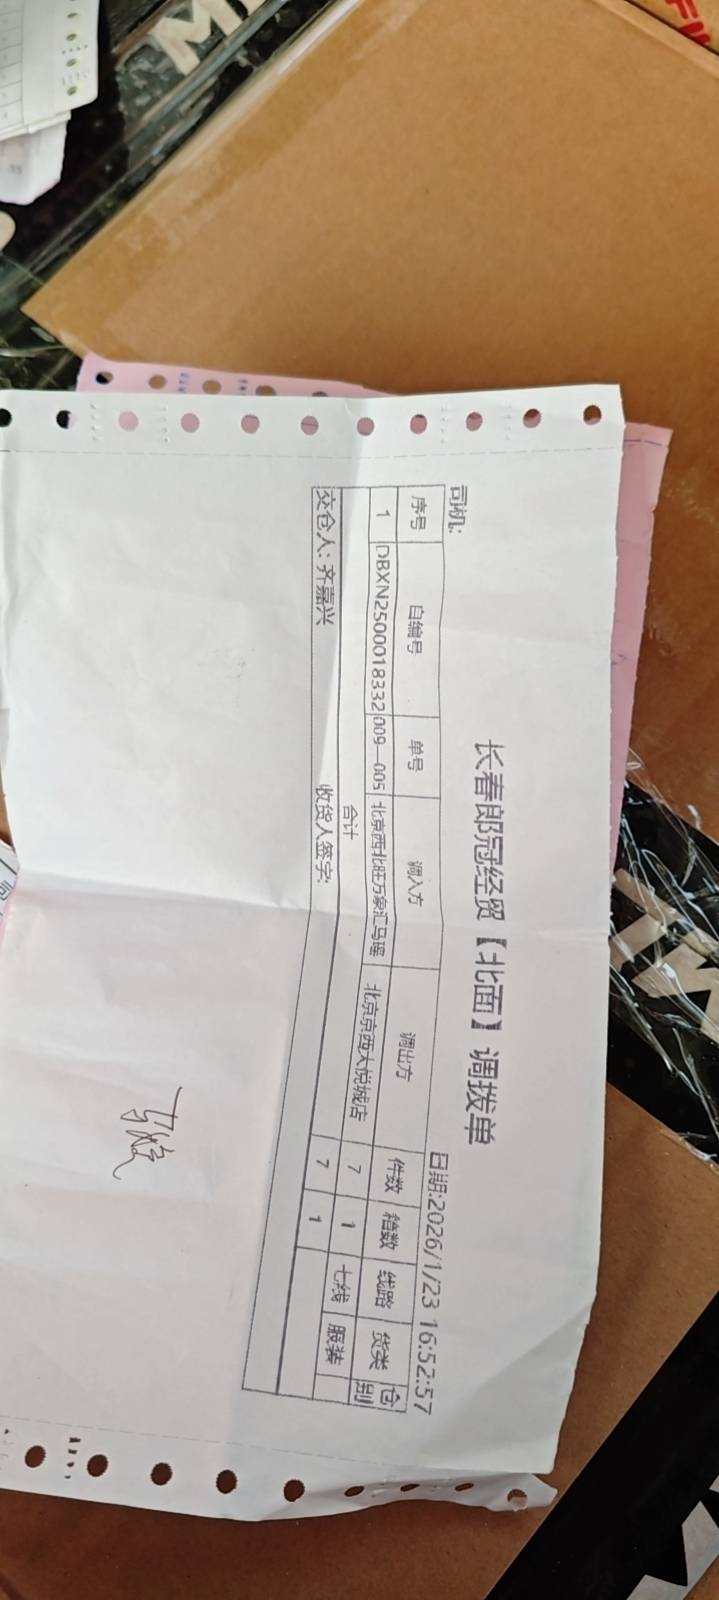 长春郎冠经贸【北面】调拨单
司机:
日期:2026/1/23 16:52:57
序号 自编号 单号 调入方 调出方 件数 箱数 线路 货类 仓别
1 DBXN2500018332 009—005 北京西北旺万象汇马瑶 北京京西大悦城店 7 1 七线 服装
合计 7 1
交仓人: 齐嘉兴 收货人签字: